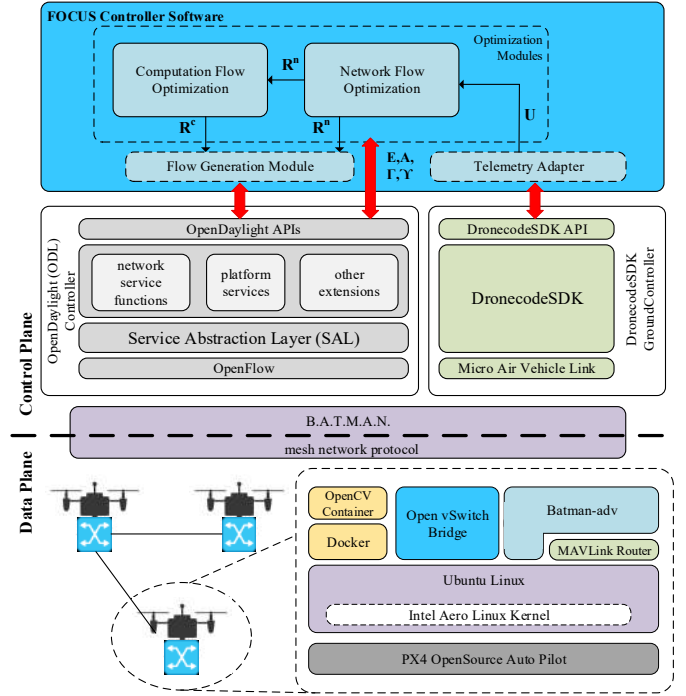 FOCUS Controller Software
Optimization
Modules
Computation Flow
Optimization
R^n
Network Flow
Optimization
R^c
R^n
U
E,A,
Γ,ϒ
Flow Generation Module
Telemetry Adapter
Control Plane
OpenDaylight (ODL)
Controller
OpenDaylight APIs
network
service
functions
platform
services
other
extensions
Service Abstraction Layer (SAL)
OpenFlow
DronecodeSDK API
DronecodeSDK
Micro Air Vehicle Link
DronecodeSDK
GroundController
B.A.T.M.A.N.
mesh network protocol
Data Plane
OpenCV
Container
Docker
Open vSwitch
Bridge
Batman-adv
MAVLink Router
Ubuntu Linux
Intel Aero Linux Kernel
PX4 OpenSource Auto Pilot